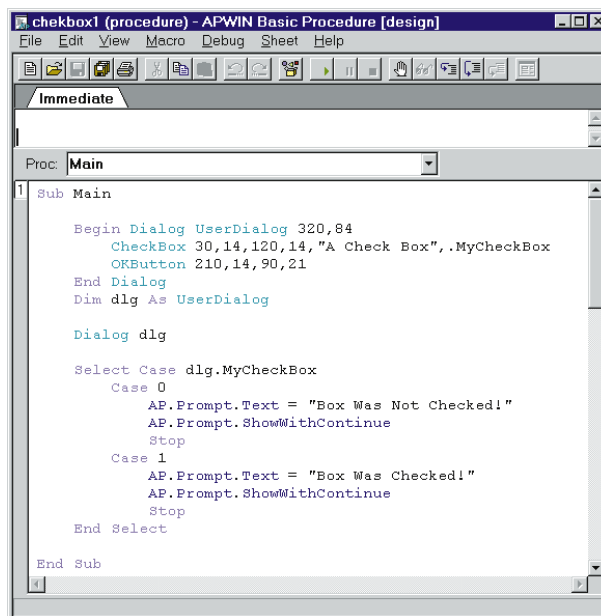 chekbox1 (procedure) - APWIN Basic Procedure [design]
File Edit View Macro Debug Sheet Help
Immediate
Proc: Main
1
Sub Main
Begin Dialog UserDialog 320,84
CheckBox 30,14,120,14,"A Check Box",.MyCheckBox
OKButton 210,14,90,21
End Dialog
Dim dlg As UserDialog
Dialog dlg
Select Case dlg.MyCheckBox
Case 0
AP.Prompt.Text = "Box Was Not Checked!"
AP.Prompt.ShowWithContinue
Stop
Case 1
AP.Prompt.Text = "Box Was Checked!"
AP.Prompt.ShowWithContinue
Stop
End Select
End Sub